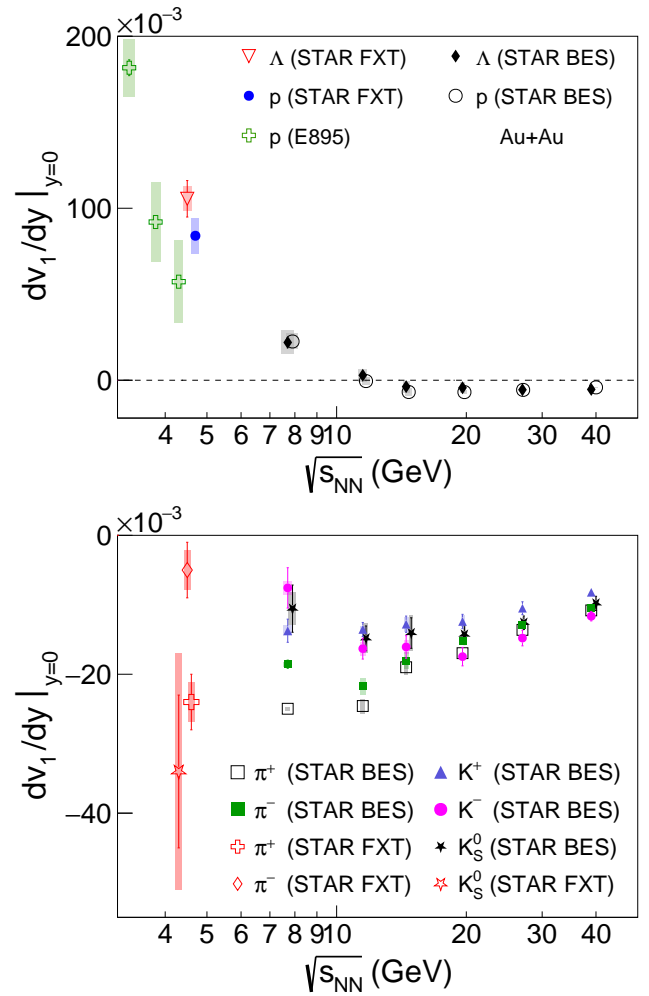 ×10⁻³
200
Λ (STAR FXT) Λ (STAR BES)
p (STAR FXT) p (STAR BES)
p (E895) Au+Au
100
0
dv₁/dy|y=0
4 5 6 7 8 9 10 20 30 40
√sNN (GeV)
×10⁻³
0
−20
−40
dv₁/dy|y=0
π⁺ (STAR BES) K⁺ (STAR BES)
π⁻ (STAR BES) K⁻ (STAR BES)
π⁺ (STAR FXT) K⁰S (STAR BES)
π⁻ (STAR FXT) K⁰S (STAR FXT)
4 5 6 7 8 9 10 20 30 40
√sNN (GeV)